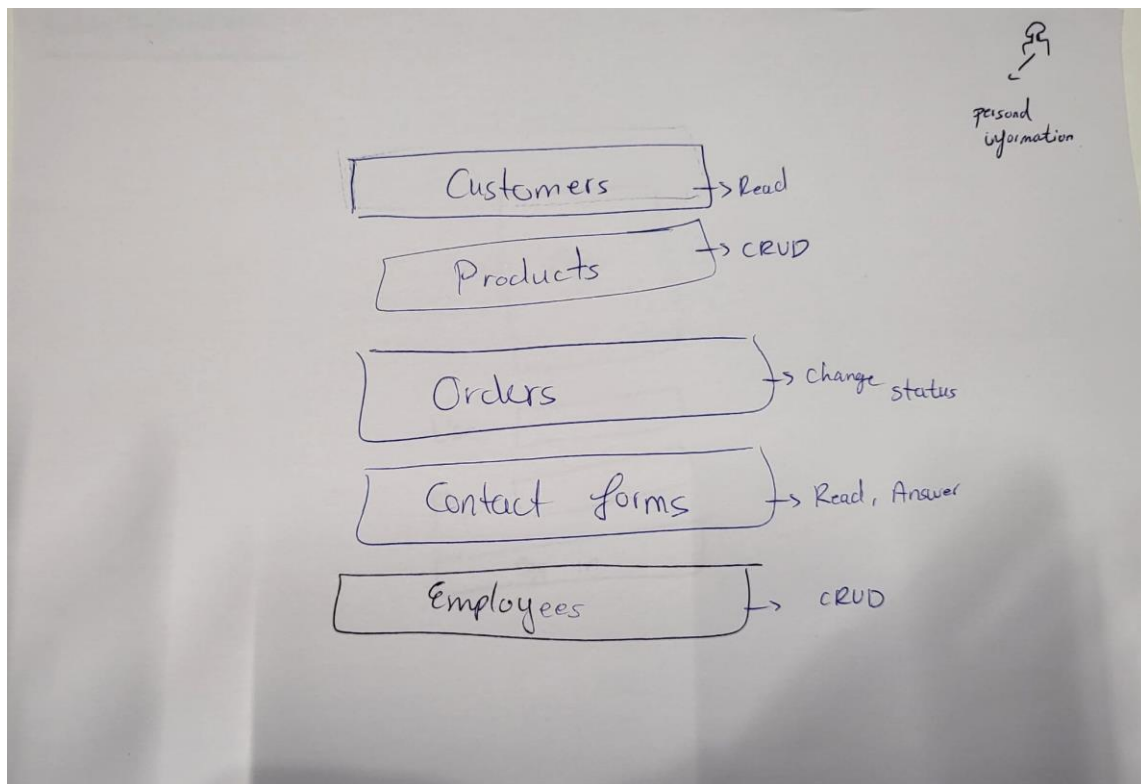 personal
information
Customers → Read
Products → CRUD
Orders → Change status
Contact forms → Read, Answer
Employees → CRUD